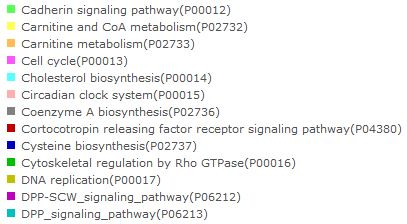 Cadherin signaling pathway(P00012)
Carnitine and CoA metabolism(P02732)
Carnitine metabolism(P02733)
Cell cycle(P00013)
Cholesterol biosynthesis(P00014)
Circadian clock system(P00015)
Coenzyme A biosynthesis(P02736)
Cortocotropin releasing factor receptor signaling pathway(P04380)
Cysteine biosynthesis(P02737)
Cytoskeletal regulation by Rho GTPase(P00016)
DNA replication(P00017)
DPP-SCW_signaling_pathway(P06212)
DPP_signaling_pathway(P06213)